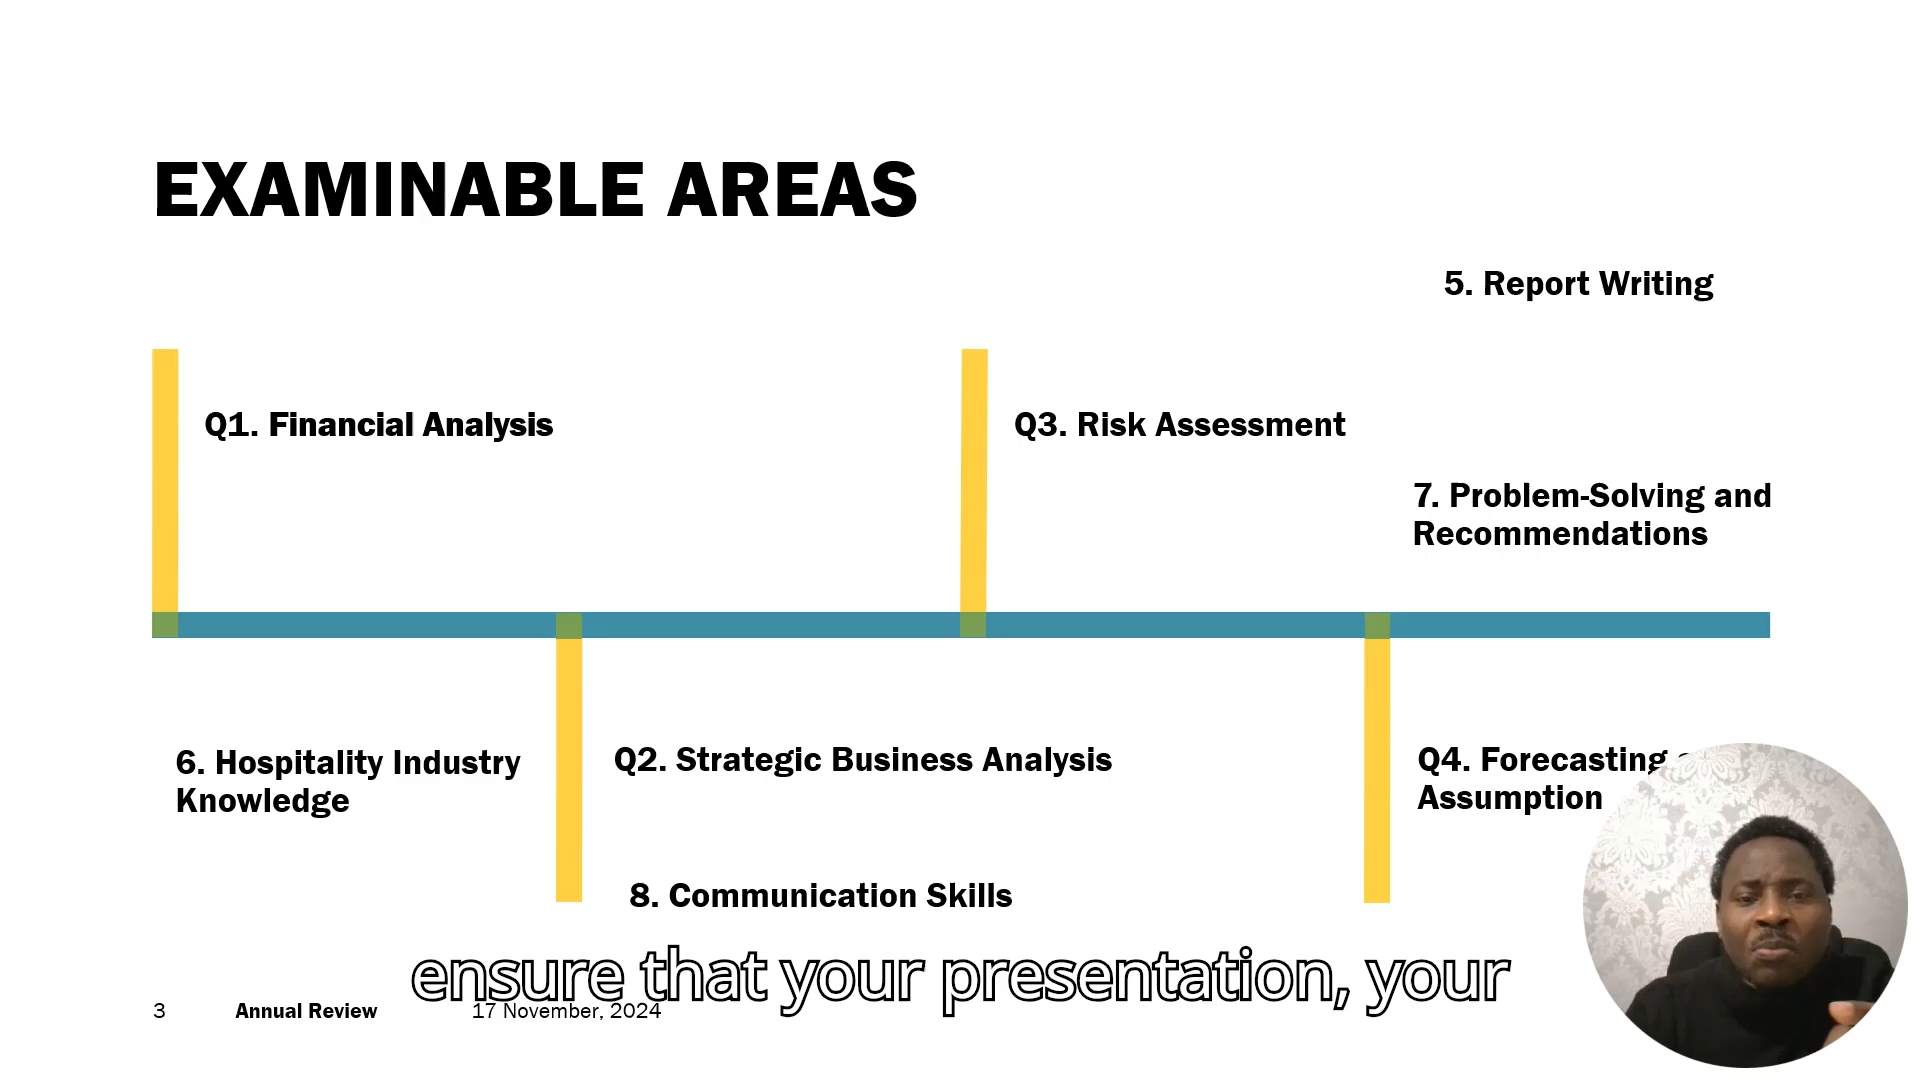 EXAMINABLE AREAS
5. Report Writing
Q1. Financial Analysis
Q3. Risk Assessment
7. Problem-Solving and
Recommendations
6. Hospitality Industry
Knowledge
Q2. Strategic Business Analysis
Q4. Forecasting
Assumption
8. Communication Skills
ensure that your presentation, your
3 Annual Review 17 November, 2024